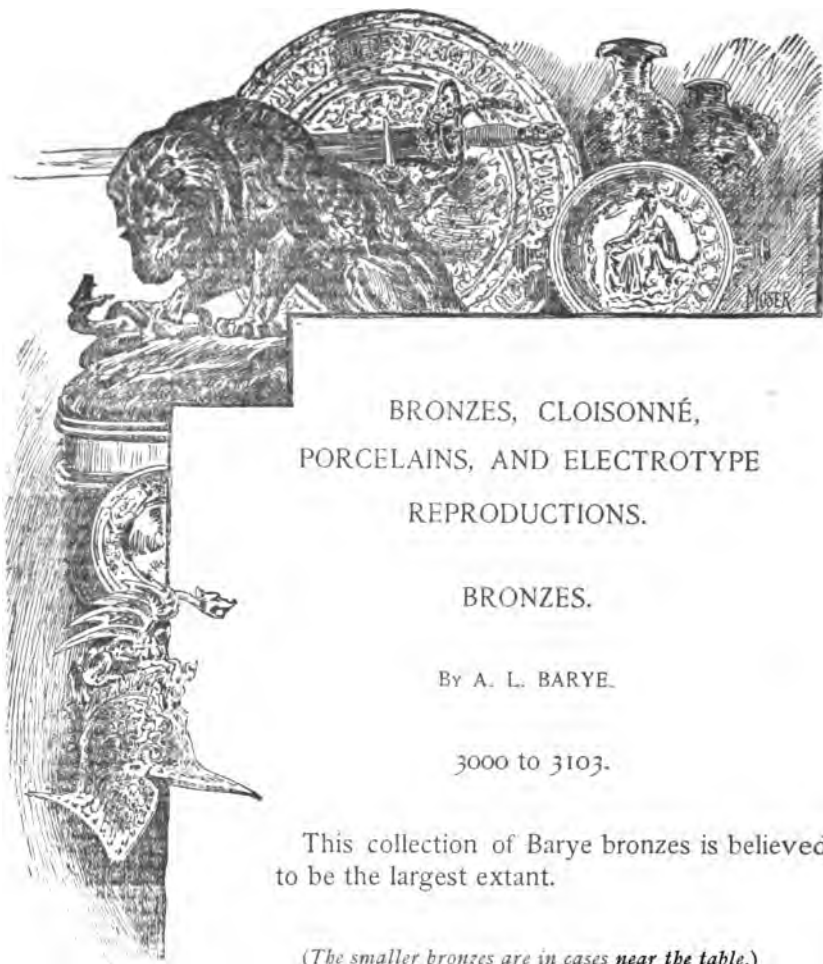 MOSER
BRONZES, CLOISONNÉ,
PORCELAINS, AND ELECTROTYPE
REPRODUCTIONS.
BRONZES.
BY A. L. BARYE.
3000 to 3103.
This collection of Barye bronzes is believed
to be the largest extant.
(The smaller bronzes are in cases near the table.)